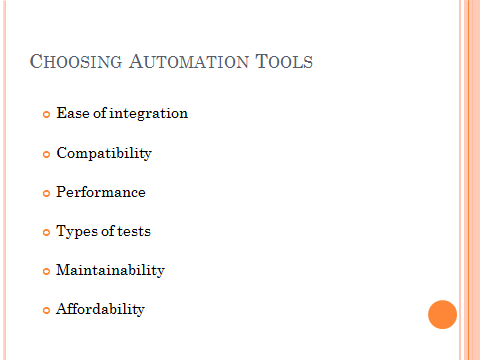 Choosing Automation Tools
Ease of integration
Compatibility
Performance
Types of tests
Maintainability
Affordability